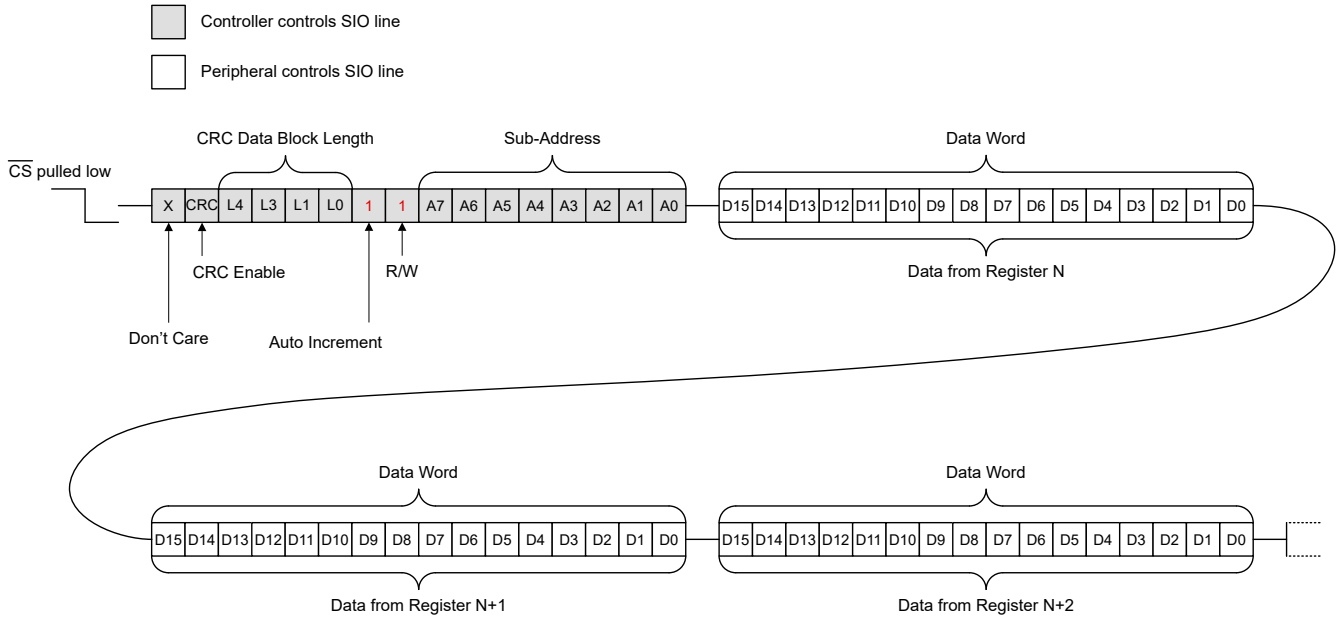 Controller controls SIO line
Peripheral controls SIO line
CRC Data Block Length Sub-Address Data Word
CS pulled low
X CRC L4 L3 L1 L0 1 1 A7 A6 A5 A4 A3 A2 A1 A0 D15 D14 D13 D12 D11 D10 D9 D8 D7 D6 D5 D4 D3 D2 D1 D0
CRC Enable R/W Data from Register N
Don't Care Auto Increment
Data Word Data Word
D15 D14 D13 D12 D11 D10 D9 D8 D7 D6 D5 D4 D3 D2 D1 D0 D15 D14 D13 D12 D11 D10 D9 D8 D7 D6 D5 D4 D3 D2 D1 D0
Data from Register N+1 Data from Register N+2